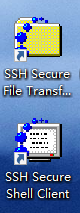 SSH Secure
File Transf...
SSH Secure
Shell Client